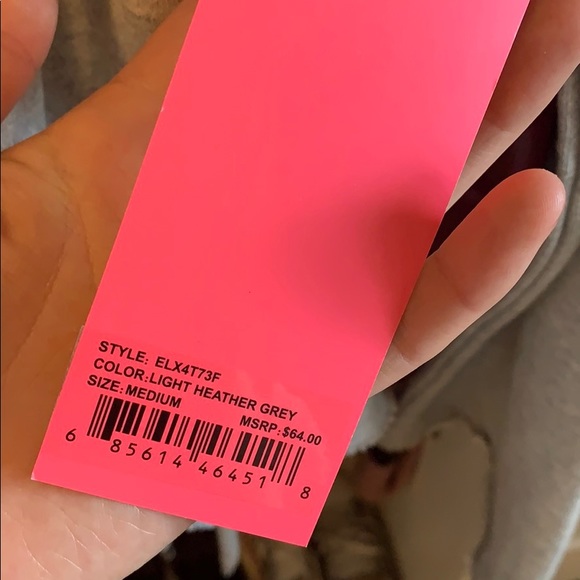 STYLE: ELX4T73F
COLOR:LIGHT HEATHER GREY
SIZE:MEDIUM MSRP:$64.00
6 85614 46451 8